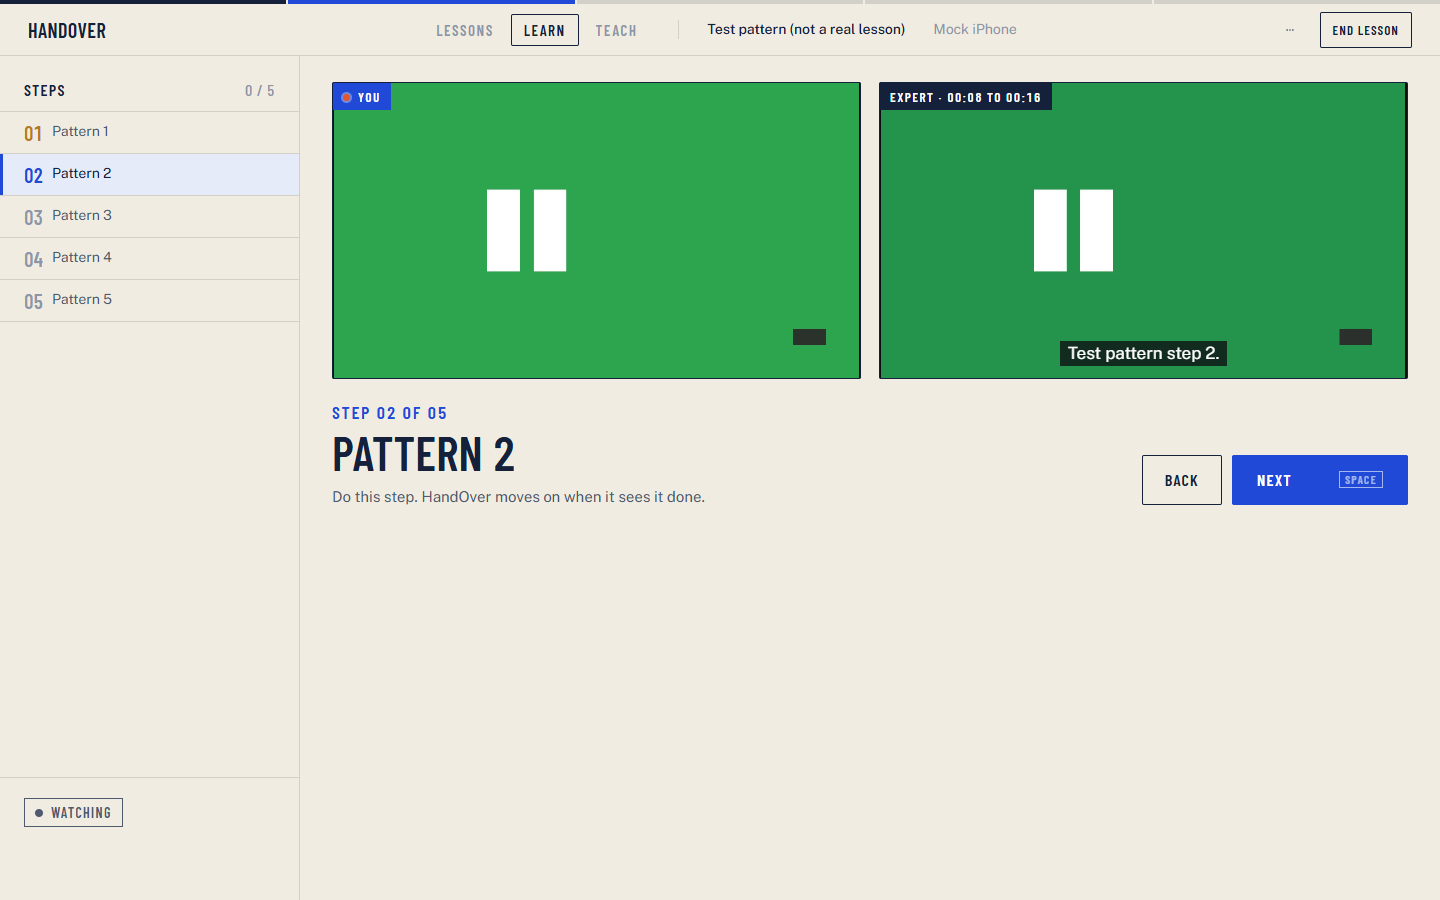 HANDOVER
LESSONS
LEARN
TEACH
Test pattern (not a real lesson)
Mock iPhone
...
END LESSON
STEPS
0 / 5
01 Pattern 1
02 Pattern 2
03 Pattern 3
04 Pattern 4
05 Pattern 5
WATCHING
YOU
EXPERT · 00:08 TO 00:16
Test pattern step 2.
STEP 02 OF 05
PATTERN 2
Do this step. HandOver moves on when it sees it done.
BACK
NEXT
SPACE